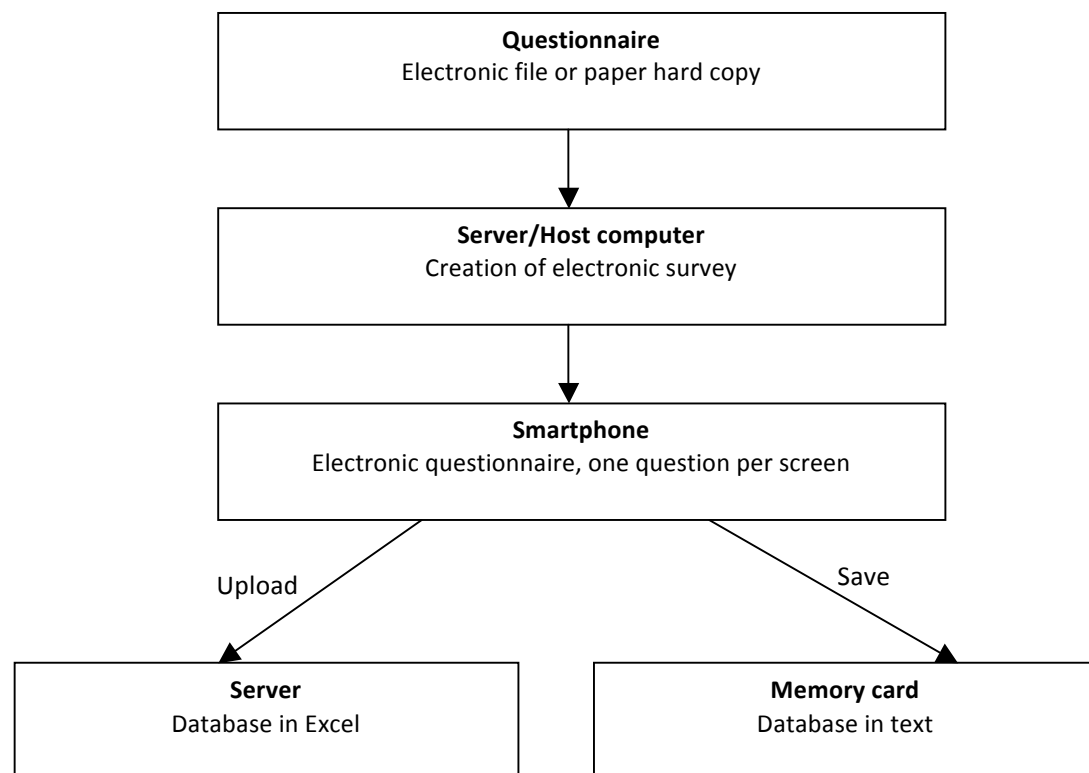 Questionnaire
Electronic file or paper hard copy
Server/Host computer
Creation of electronic survey
Smartphone
Electronic questionnaire, one question per screen
Upload
Save
Server
Database in Excel
Memory card
Database in text